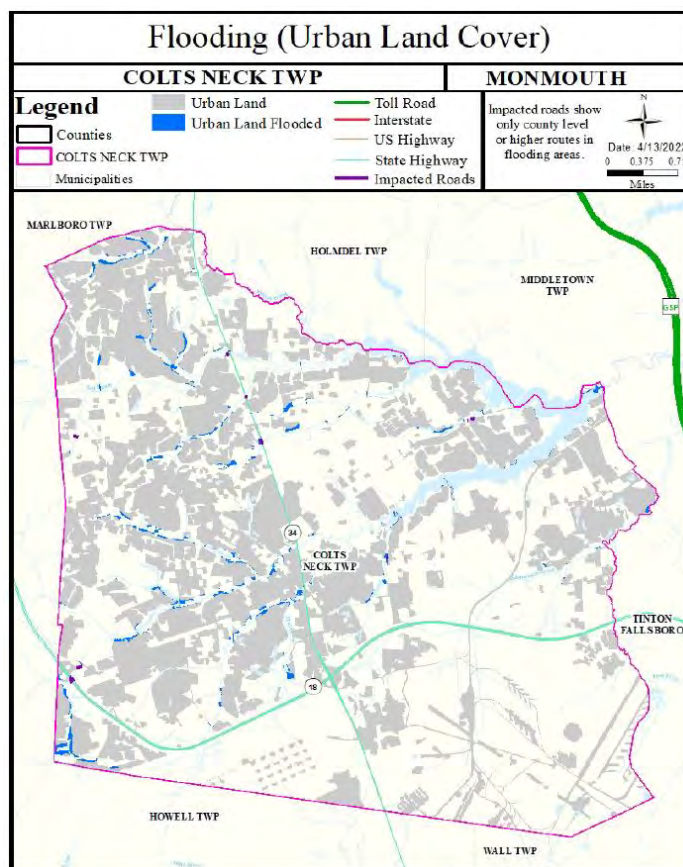 Flooding (Urban Land Cover)
COLTS NECK TWP
MONMOUTH
Legend
Counties
COLTS NECK TWP
Municipalities
Urban Land
Urban Land Flooded
Toll Road
Interstate
US Highway
State Highway
Impacted Roads
Impacted roads show
only county level
or higher routes in
flooding areas.
N
Date: 4/13/2022
0 0.375 0.7
Miles
MARLBORO TWP
HOLMDEL TWP
MIDDLETOWN
TWP
GSP
34
COLTS
NECK TWP
TINTON
FALLS BORO
18
HOWELL TWP
WALL TWP